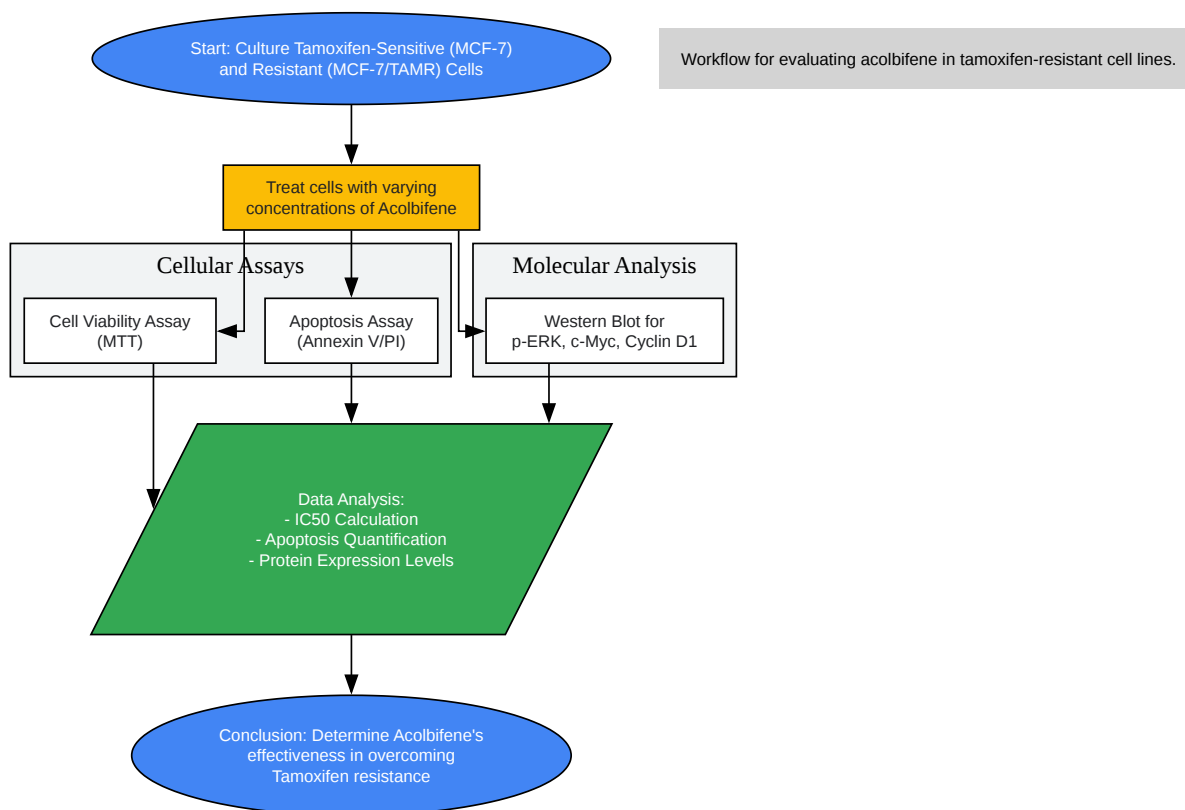 Start: Culture Tamoxifen-Sensitive (MCF-7)
and Resistant (MCF-7/TAMR) Cells
Workflow for evaluating acolbifene in tamoxifen-resistant cell lines.
Treat cells with varying
concentrations of Acolbifene
Cellular Assays
Molecular Analysis
Cell Viability Assay
(MTT)
Apoptosis Assay
(Annexin V/PI)
Western Blot for
p-ERK, c-Myc, Cyclin D1
Data Analysis:
- IC50 Calculation
- Apoptosis Quantification
- Protein Expression Levels
Conclusion: Determine Acolbifene's
effectiveness in overcoming
Tamoxifen resistance